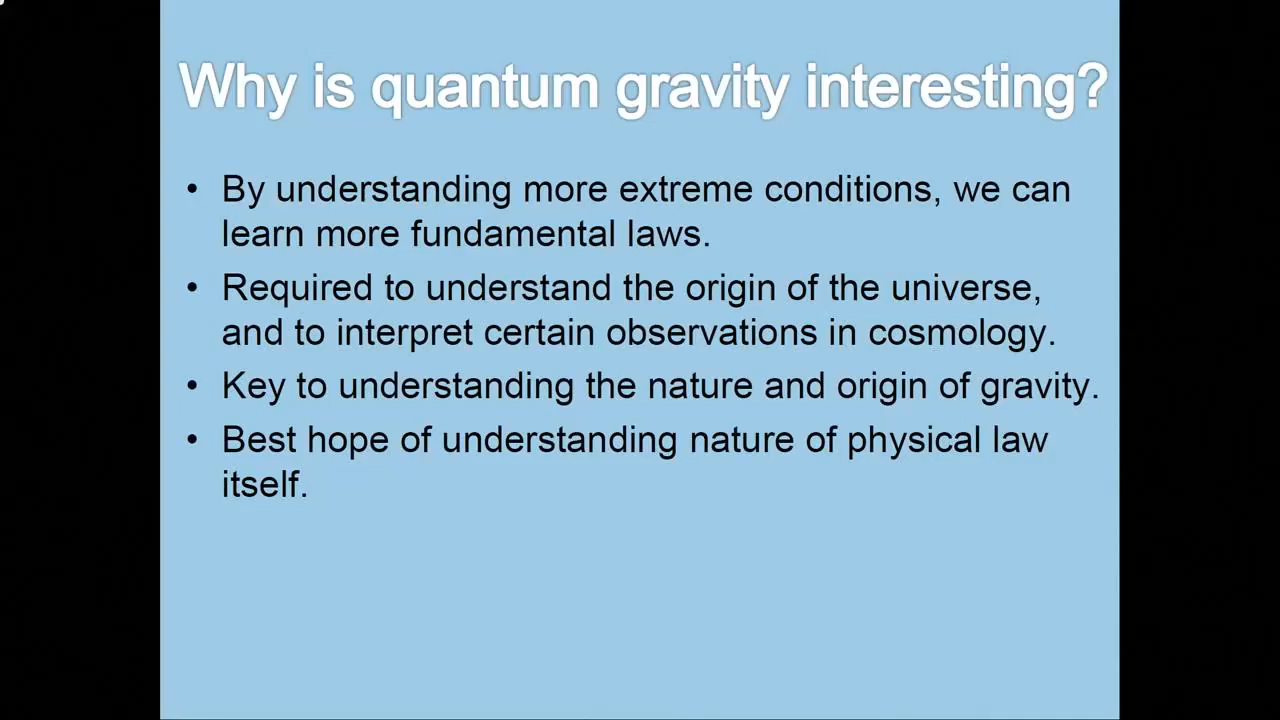 Why is quantum gravity interesting?
• By understanding more extreme conditions, we can
learn more fundamental laws.
• Required to understand the origin of the universe,
and to interpret certain observations in cosmology.
• Key to understanding the nature and origin of gravity.
• Best hope of understanding nature of physical law
itself.